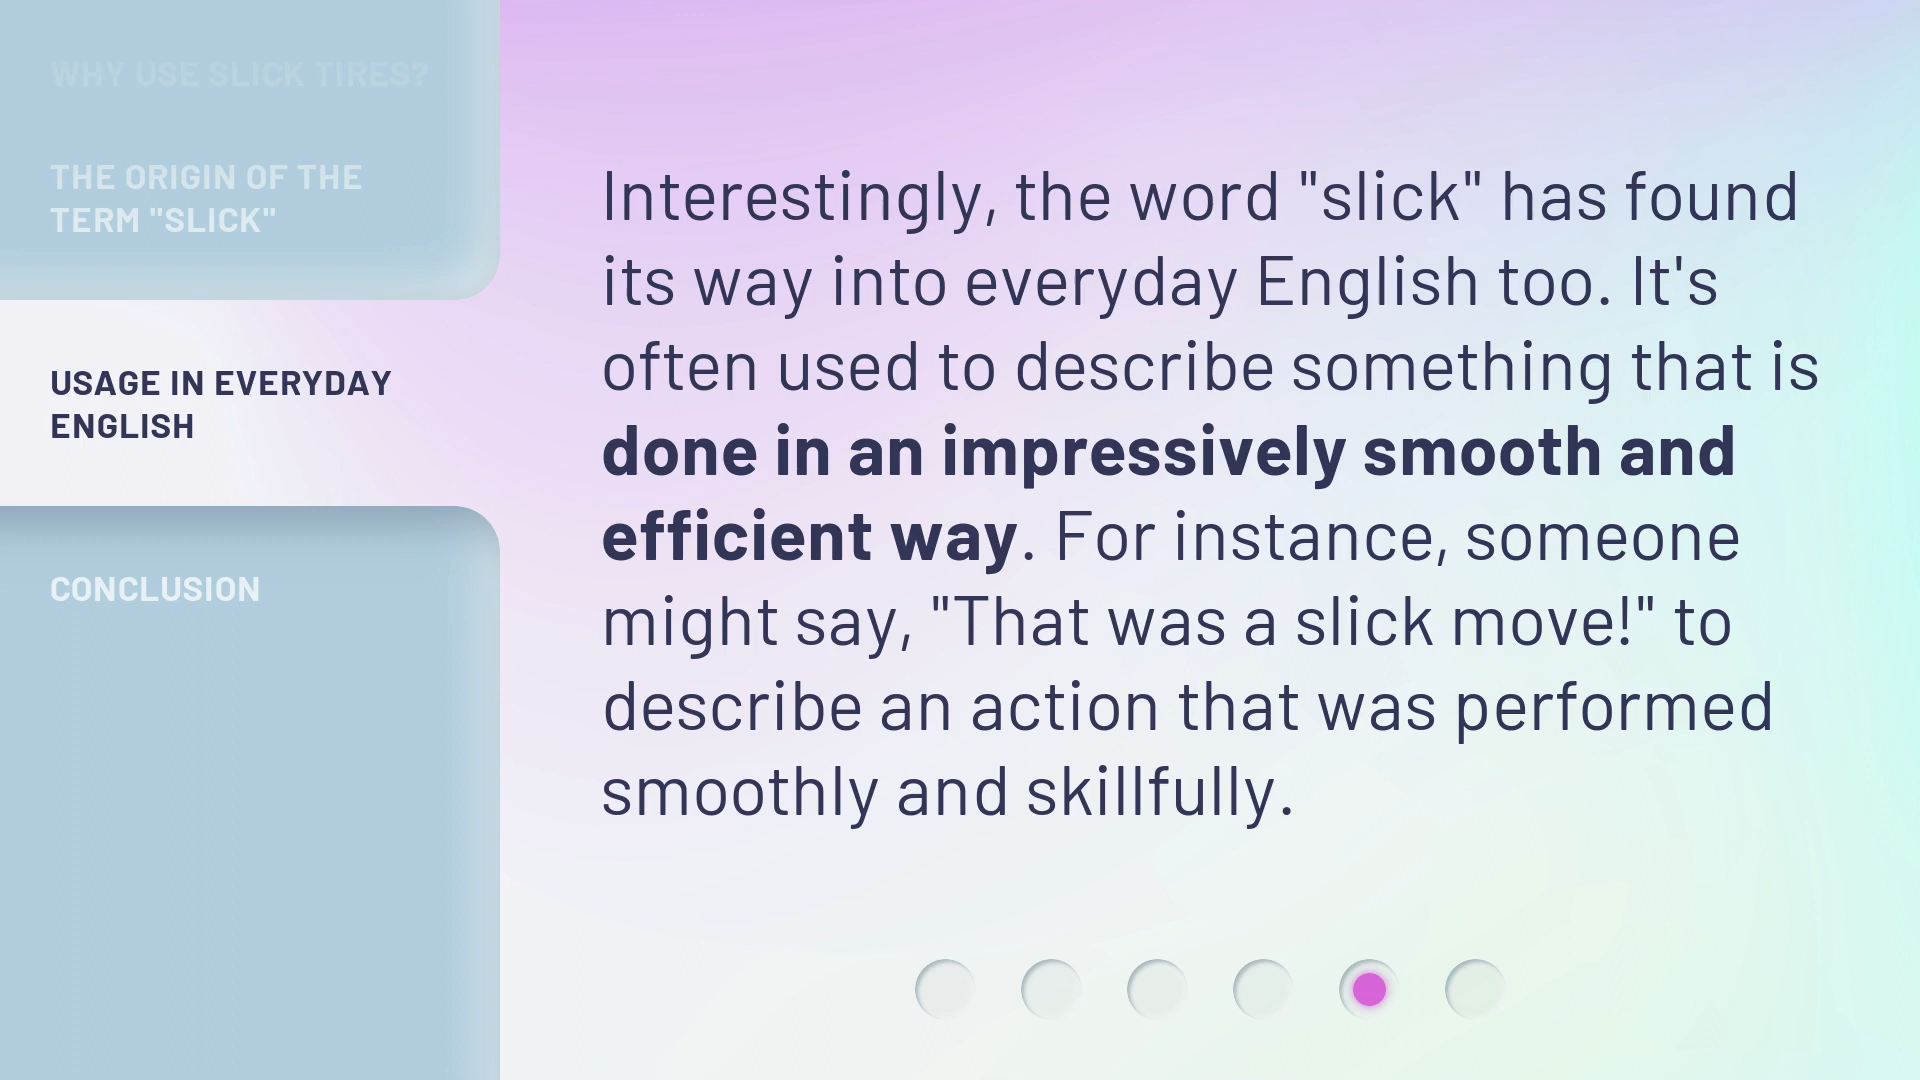 WHY USE SLICK TIRES?
THE ORIGIN OF THE
TERM "SLICK"
USAGE IN EVERYDAY
ENGLISH
CONCLUSION
Interestingly, the word "slick" has found
its way into everyday English too. It's
often used to describe something that is
done in an impressively smooth and
efficient way. For instance, someone
might say, "That was a slick move!" to
describe an action that was performed
smoothly and skillfully.